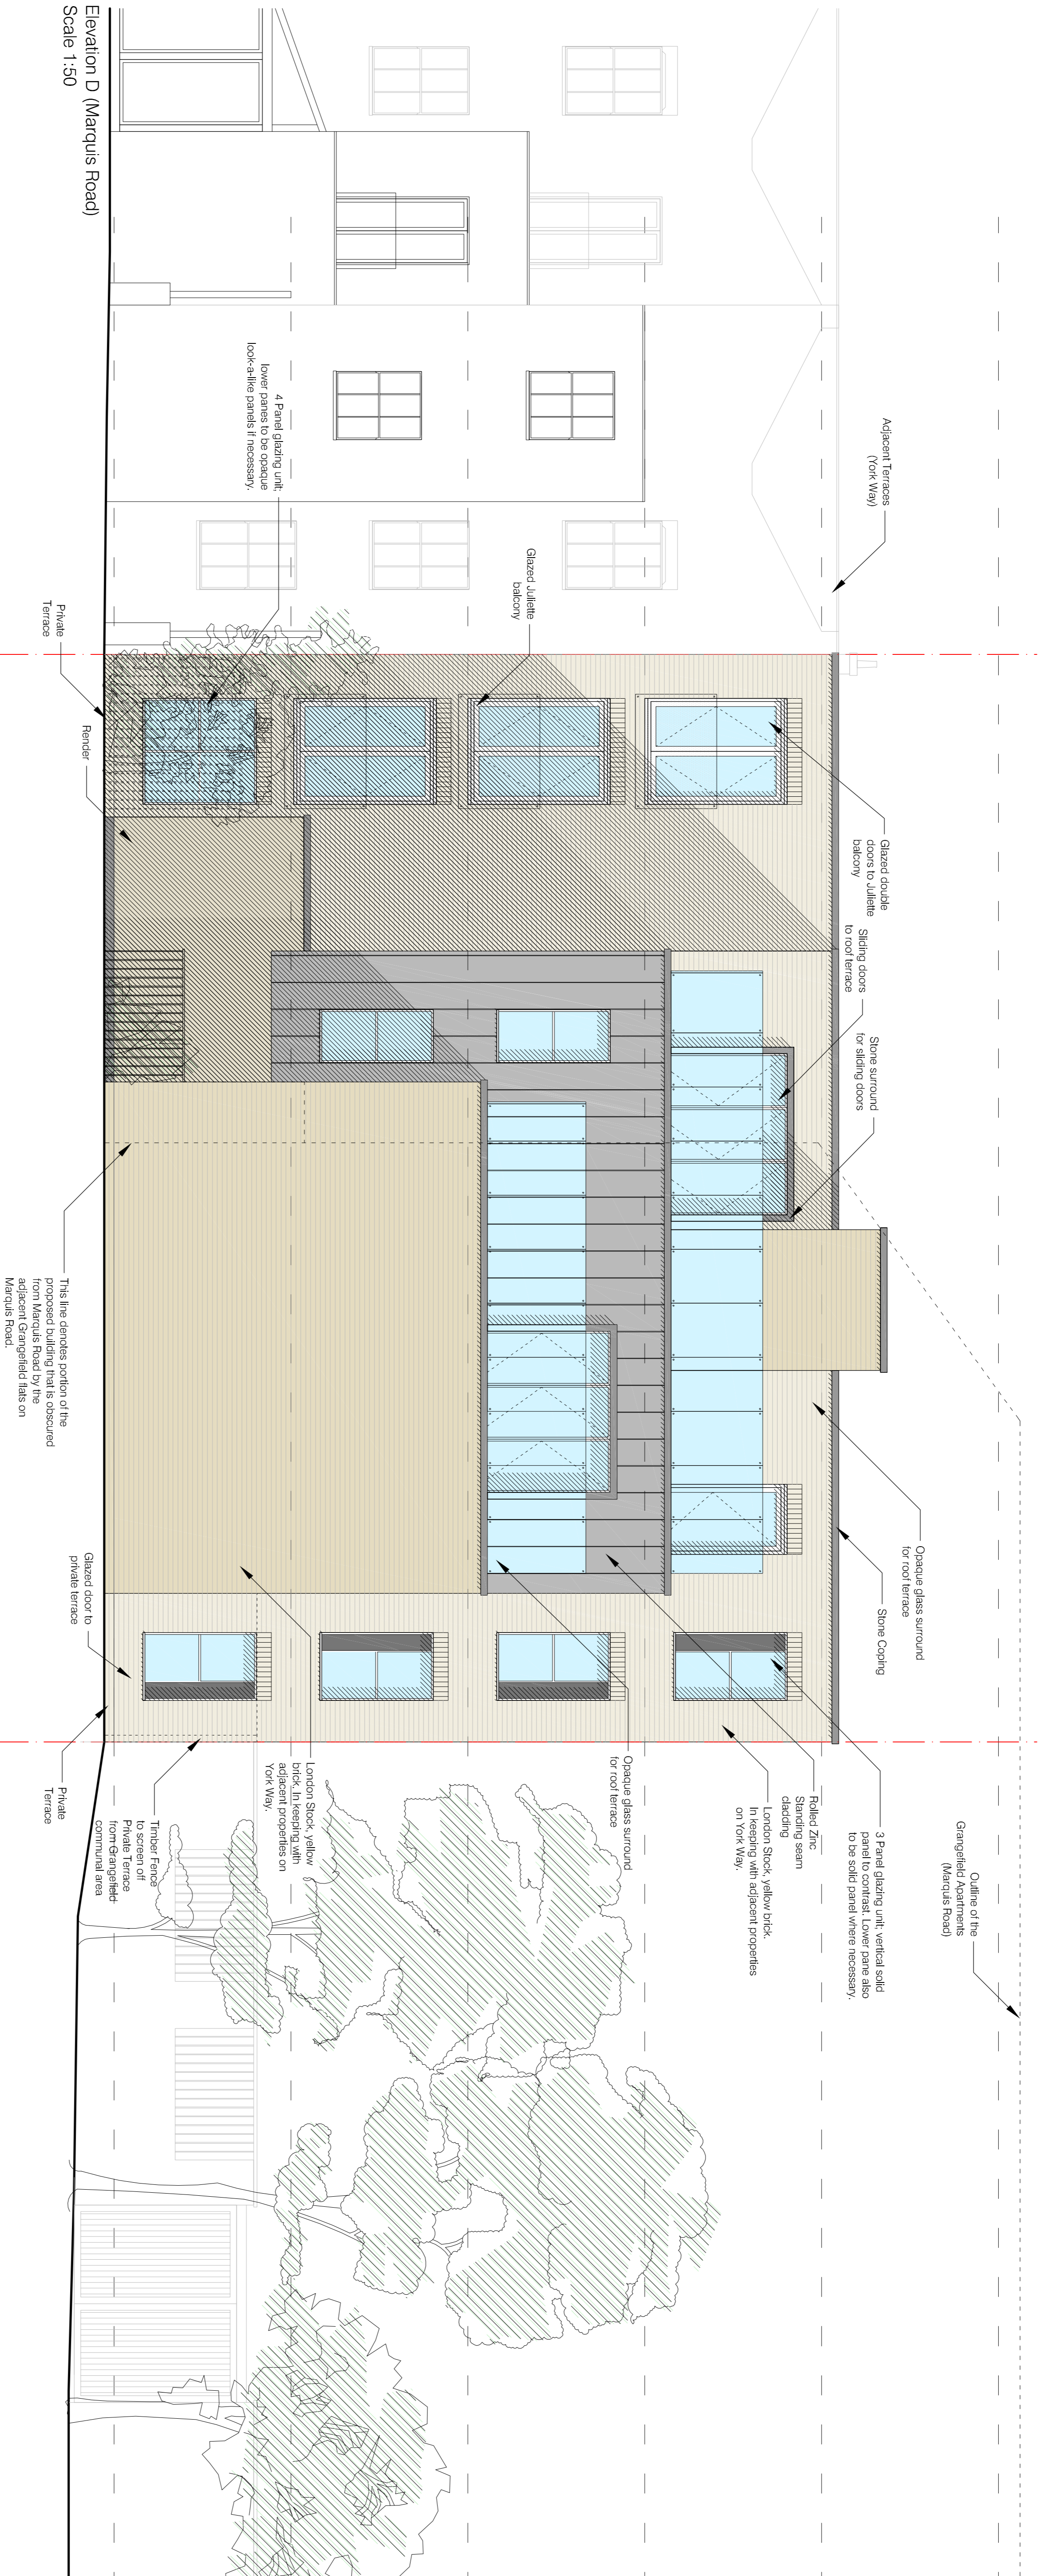 Elevation D (Marquis Road)
Scale 1:50
Adjacent Terraces
(York Way)
4 Panel glazing unit;
lower panes to be opaque
look-a-like panels if necessary.
Glazed Juliette
balcony
Private
Terrace
Render
Glazed double
doors to Juliette
balcony
Sliding doors
to roof terrace
Stone surround
for sliding doors
This line denotes portion of the
proposed building that is obscured
from Marquis Road by the
adjacent Grangefield flats on
Marquis Road.
Opaque glass surround
for roof terrace
Stone Coping
Glazed door to
private terrace
Private
Terrace
Timber Fence
to screen off
Private Terrace
from Grangefield
communal area
London Stock, yellow
brick. In keeping with
adjacent properties on
York Way.
Opaque glass surround
for roof terrace
London Stock, yellow brick.
In keeping with adjacent properties
on York Way.
Rolled Zinc
Standing seam
cladding
3 Panel glazing unit; vertical solid
panel to contrast. Lower pane also
to be solid panel where necessary.
Outline of the
Grangefield Apartments
(Marquis Road)